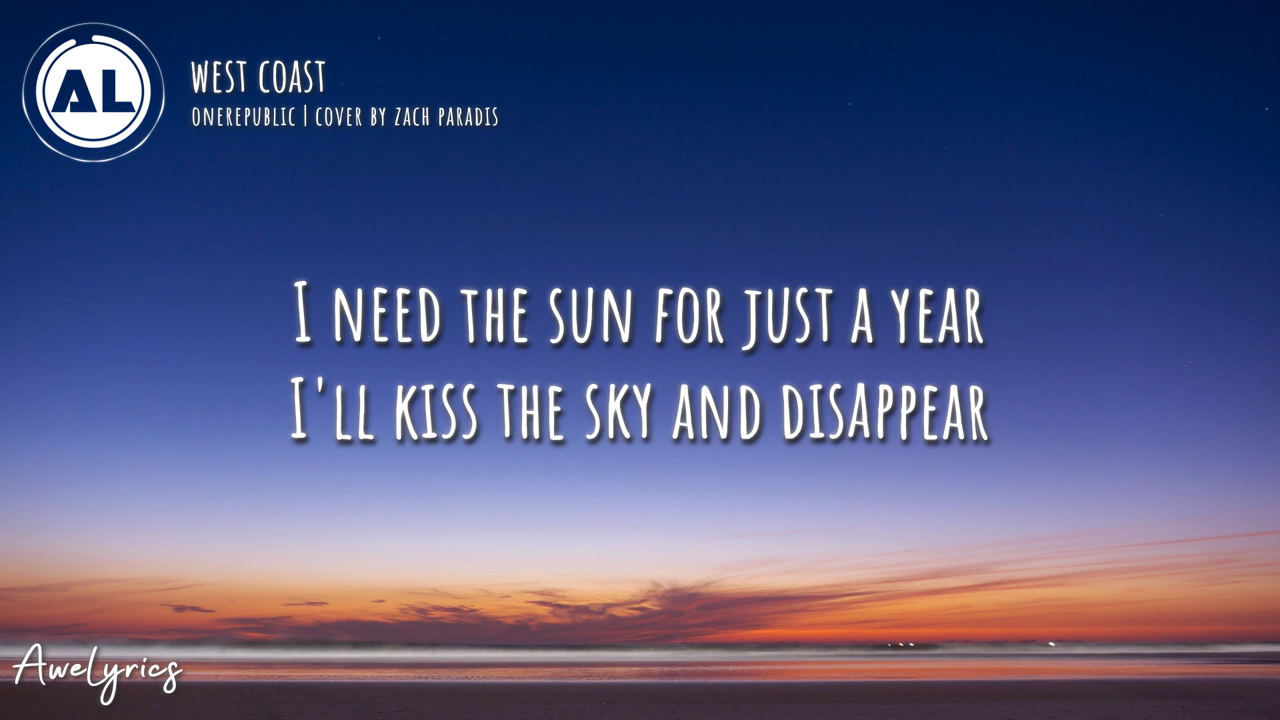 AL
WEST COAST
ONEREPUBLIC | COVER BY ZACH PARADIS
I NEED THE SUN FOR JUST A YEAR
I'LL KISS THE SKY AND DISAPPEAR
AweLyrics